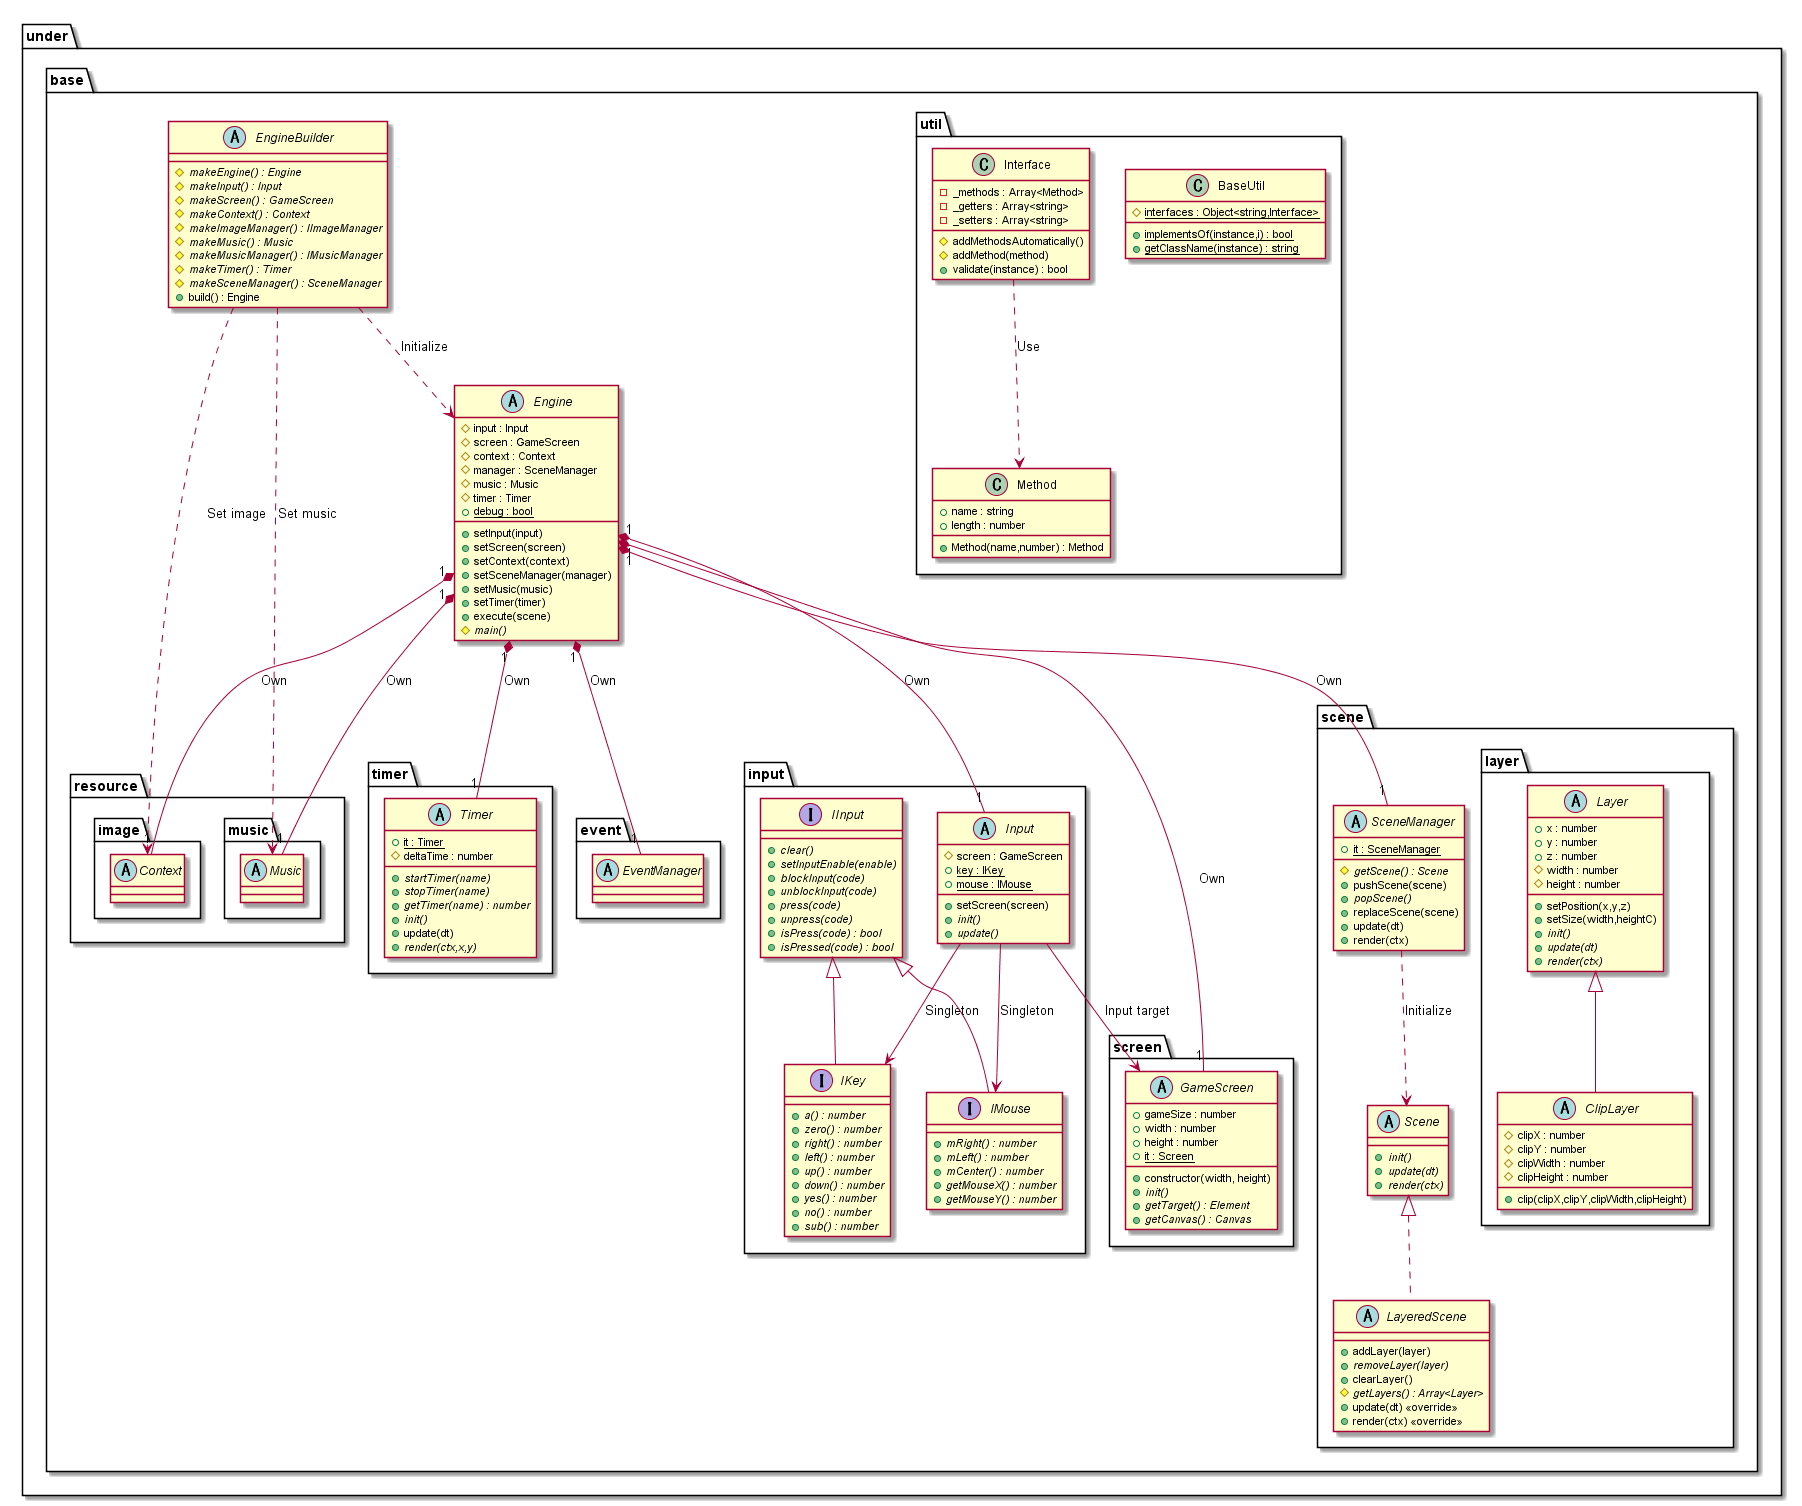 under
base
EngineBuilder
makeEngine() : Engine
makeInput() : Input
makeScreen() : GameScreen
makeContext() : Context
makeImageManager() : IImageManager
makeMusic() : Music
makeMusicManager() : IMusicManager
makeTimer() : Timer
makeSceneManager() : SceneManager
build() : Engine
util
Interface
_methods : Array<Method>
_getters : Array<string>
_setters : Array<string>
addMethodsAutomatically()
addMethod(method)
validate(instance) : bool
BaseUtil
interfaces : Object<string,Interface>
implementsOf(instance,i) : bool
getClassName(instance) : string
Initialize
Use
Engine
input : Input
screen : GameScreen
context : Context
manager : SceneManager
music : Music
timer : Timer
debug : bool
setInput(input)
setScreen(screen)
setContext(context)
setSceneManager(manager)
setMusic(music)
setTimer(timer)
execute(scene)
main()
Method
name : string
length : number
Method(name,number) : Method
Set image
Set music
1
1
1
1
1
1
Own
Own
Own
Own
Own
Own
Own
resource
image
Context
1
music
Music
1
timer
1
Timer
it : Timer
deltaTime : number
startTimer(name)
stopTimer(name)
getTimer(name) : number
init()
update(dt)
render(ctx,x,y)
event
1
EventManager
input
IInput
clear()
setInputEnable(enable)
blockInput(code)
unblockInput(code)
press(code)
unpress(code)
isPress(code) : bool
isPressed(code) : bool
1
Input
screen : GameScreen
key : IKey
mouse : IMouse
setScreen(screen)
init()
update()
Singleton
Singleton
Input target
IKey
a() : number
zero() : number
right() : number
left() : number
up() : number
down() : number
yes() : number
no() : number
sub() : number
IMouse
mRight() : number
mLeft() : number
mCenter() : number
getMouseX() : number
getMouseY() : number
screen
1
GameScreen
gameSize : number
width : number
height : number
it : Screen
constructor(width, height)
init()
getTarget() : Element
getCanvas() : Canvas
scene
1
SceneManager
it : SceneManager
getScene() : Scene
pushScene(scene)
popScene()
replaceScene(scene)
update(dt)
render(ctx)
Initialize
Scene
init()
update(dt)
render(ctx)
LayeredScene
addLayer(layer)
removeLayer(layer)
clearLayer()
getLayers() : Array<Layer>
update(dt) «override»
render(ctx) «override»
layer
Layer
x : number
y : number
z : number
width : number
height : number
setPosition(x,y,z)
setSize(width,heightC)
init()
update(dt)
render(ctx)
ClipLayer
clipX : number
clipY : number
clipWidth : number
clipHeight : number
clip(clipX,clipY,clipWidth,clipHeight)